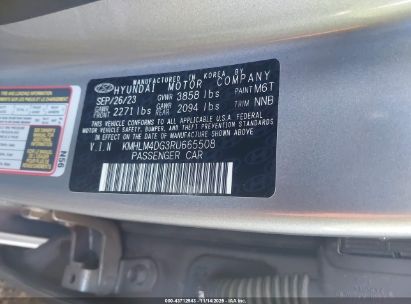 MANUFACTURED IN KOREA BY
HYUNDAI MOTOR COMPANY
SEP/26/23 GVWR 3858 lbs PAINT M6T
GAWR FRONT 2271 lbs GAWR REAR 2094 lbs TRIM NNB
THIS VEHICLE CONFORMS TO ALL APPLICABLE FEDERAL
MOTOR VEHICLE SAFETY, BUMPER, AND THEFT PREVENTION
STANDARDS IN EFFECT ON THE DATE OF
MANUFACTURE SHOWN ABOVE
V.I.N KMHLM4DG3RU665508
PASSENGER CAR
N56